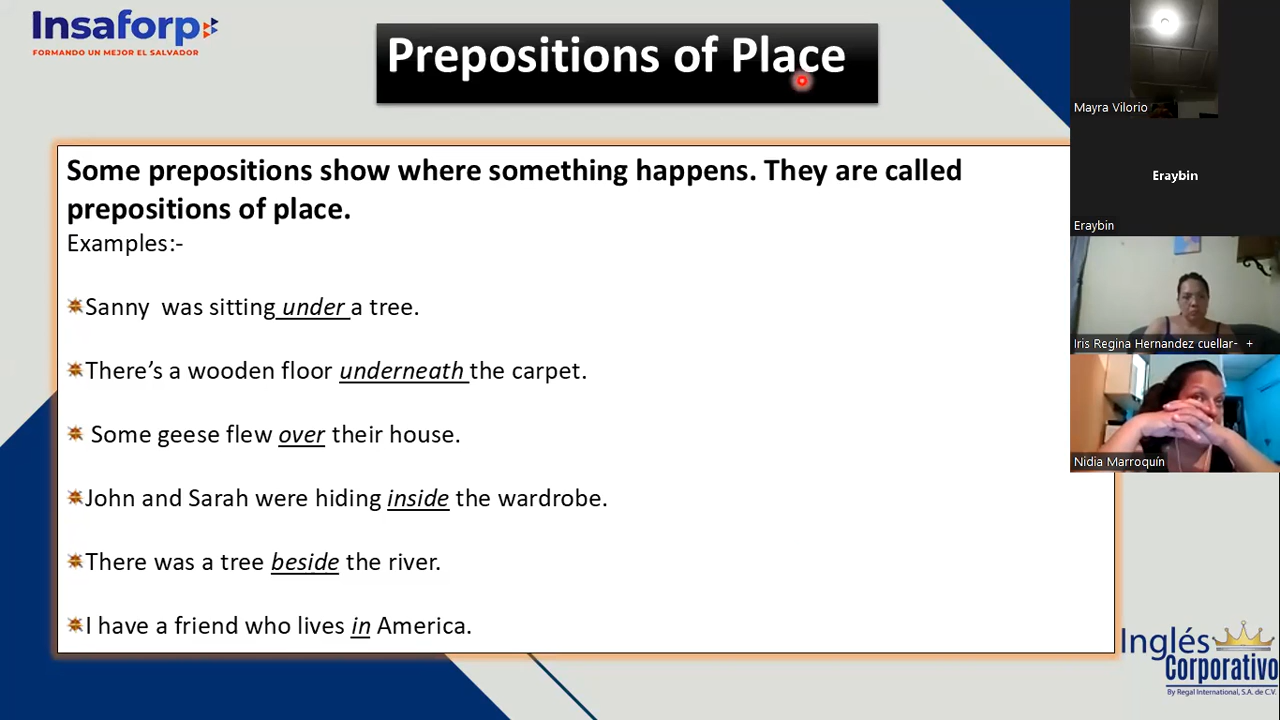 Insaforp
FORMANDO UN MEJOR EL SALVADOR
Prepositions of Place
Some prepositions show where something happens. They are called
prepositions of place.
Examples:-
Sanny was sitting under a tree.
There’s a wooden floor underneath the carpet.
Some geese flew over their house.
John and Sarah were hiding inside the wardrobe.
There was a tree beside the river.
I have a friend who lives in America.
Mayra Vilorio
Eraybin
Eraybin
Iris Regina Hernandez cuellar- +
Nidia Marroquín
Inglés
Corporativo
By Regal International, S.A. de C.V.